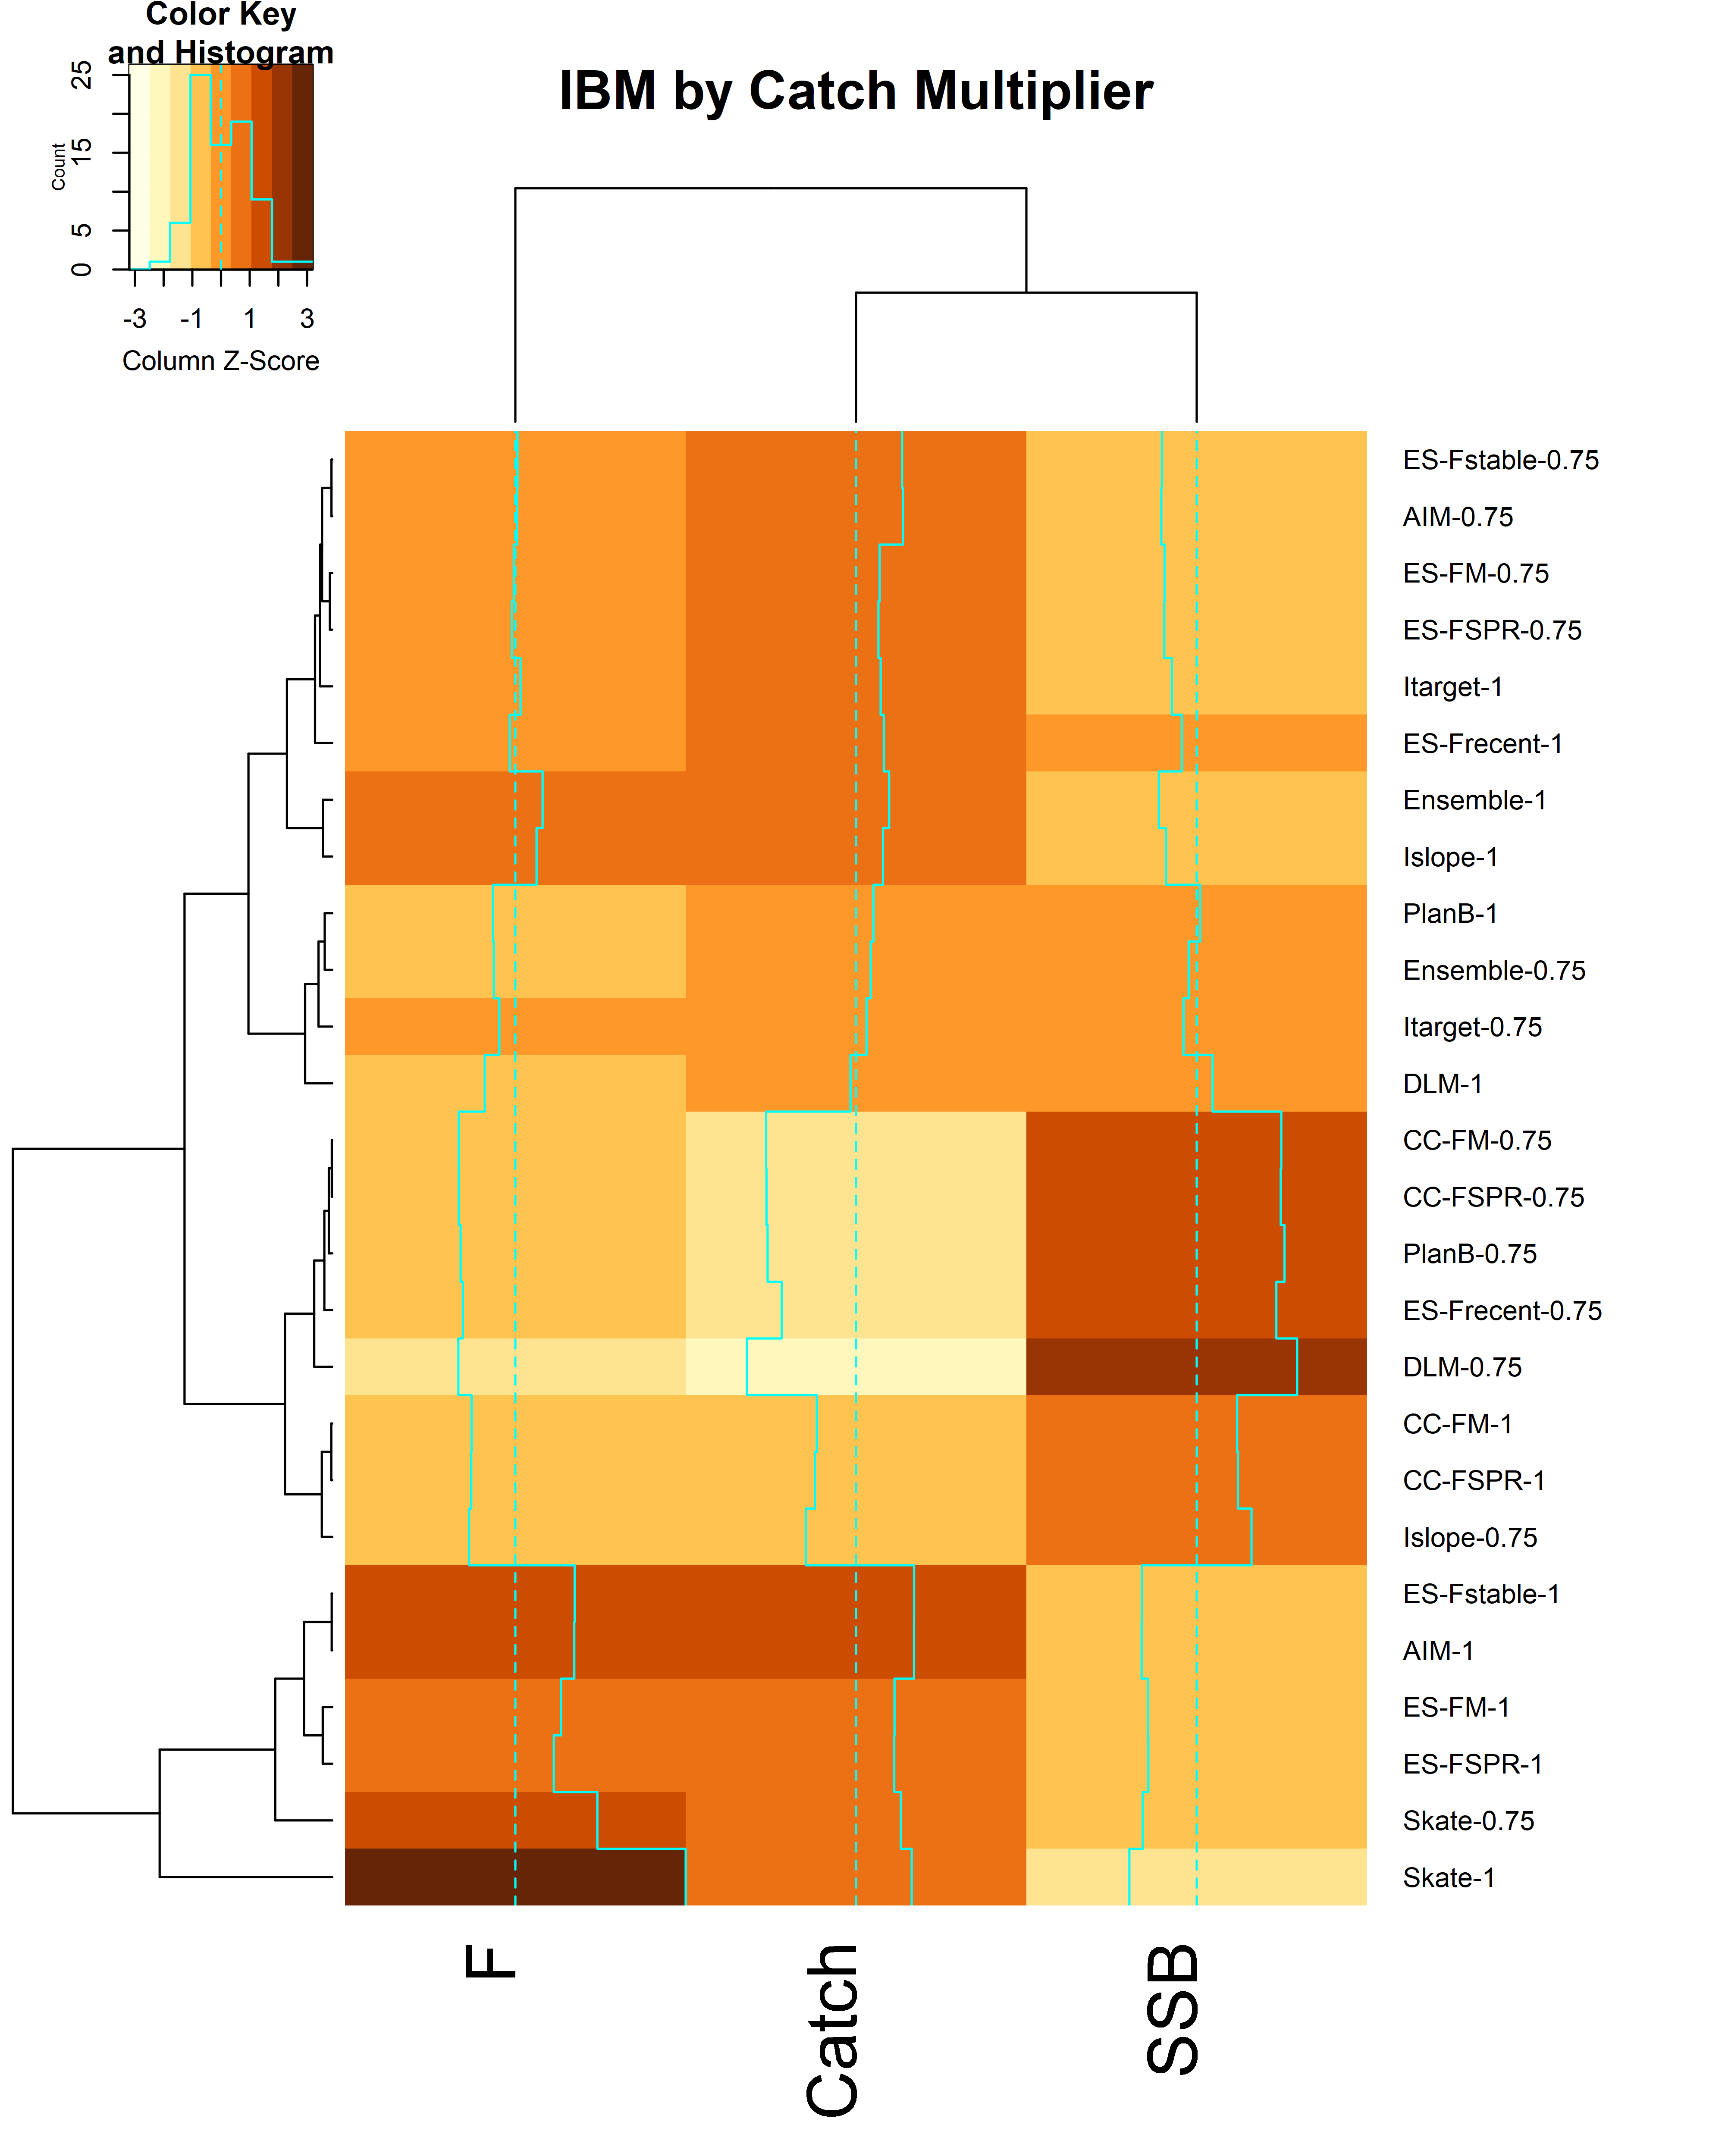 Color Key
and Histogram
IBM by Catch Multiplier
Count
0 5 15 25
-3 -1 1 3
Column Z-Score
ES-Fstable-0.75
AIM-0.75
ES-FM-0.75
ES-FSPR-0.75
Itarget-1
ES-Frecent-1
Ensemble-1
Islope-1
PlanB-1
Ensemble-0.75
Itarget-0.75
DLM-1
CC-FM-0.75
CC-FSPR-0.75
PlanB-0.75
ES-Frecent-0.75
DLM-0.75
CC-FM-1
CC-FSPR-1
Islope-0.75
ES-Fstable-1
AIM-1
ES-FM-1
ES-FSPR-1
Skate-0.75
Skate-1
F
Catch
SSB